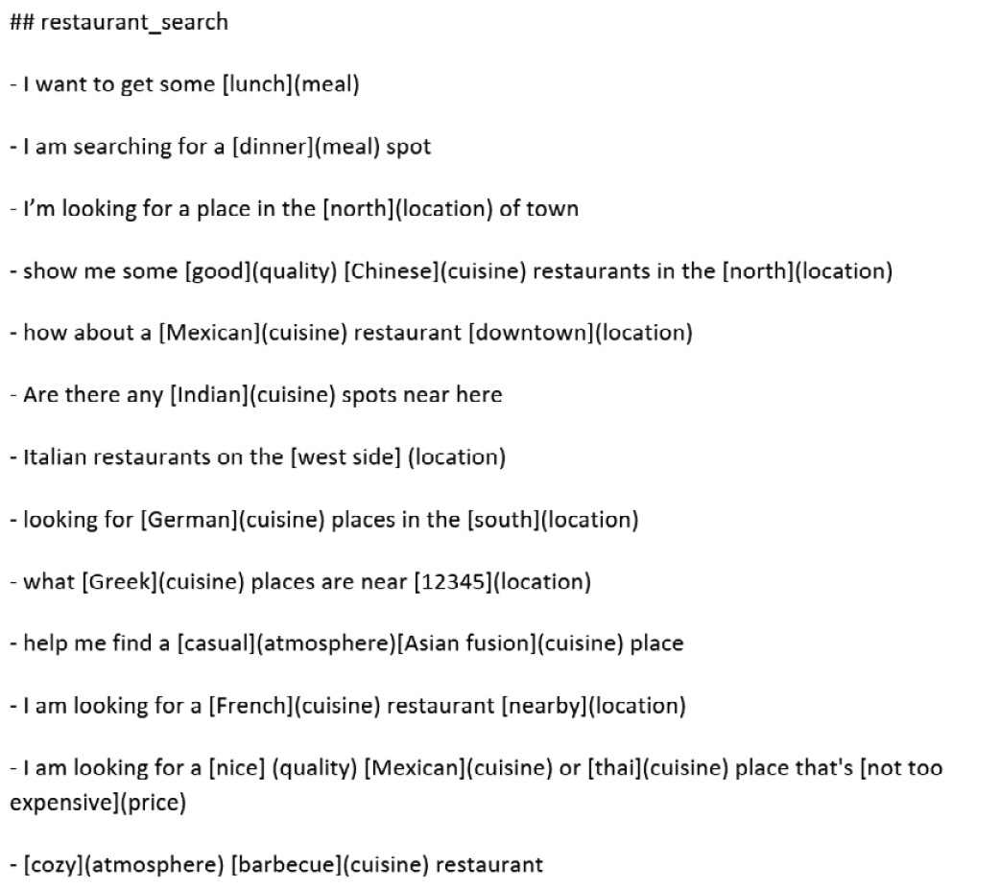 ## restaurant_search
- I want to get some [lunch](meal)
- I am searching for a [dinner](meal) spot
- I’m looking for a place in the [north](location) of town
- show me some [good](quality) [Chinese](cuisine) restaurants in the [north](location)
- how about a [Mexican](cuisine) restaurant [downtown](location)
- Are there any [Indian](cuisine) spots near here
- Italian restaurants on the [west side] (location)
- looking for [German](cuisine) places in the [south](location)
- what [Greek](cuisine) places are near [12345](location)
- help me find a [casual](atmosphere)[Asian fusion](cuisine) place
- I am looking for a [French](cuisine) restaurant [nearby](location)
- I am looking for a [nice] (quality) [Mexican](cuisine) or [thai](cuisine) place that's [not too
expensive](price)
- [cozy](atmosphere) [barbecue](cuisine) restaurant